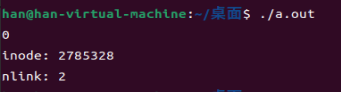 han@han-virtual-machine:~/桌面$ ./a.out
0
inode: 2785328
nlink: 2